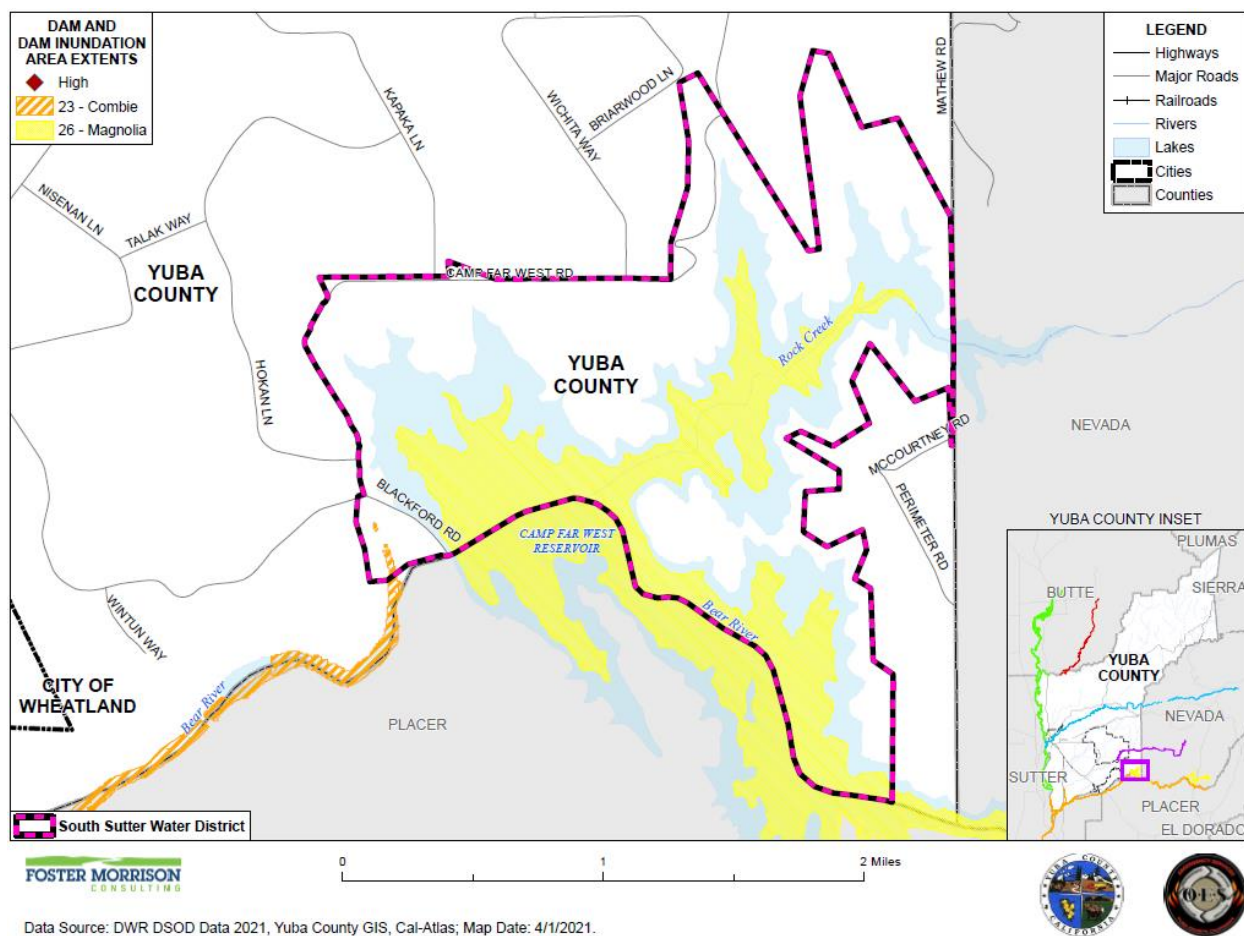 DAM AND
DAM INUNDATION
AREA EXTENTS
High
23 - Combie
26 - Magnolia
LEGEND
Highways
Major Roads
Railroads
Rivers
Lakes
Cities
Counties
MATHEW RD
BRIARWOOD LN
WICHITA WAY
KAPAKA LN
NISENAN LN
TALAK WAY
YUBA
COUNTY
CAMP FAR WEST RD
HOKAN LN
YUBA
COUNTY
Rock Creek
NEVADA
MCCOURTNEY RD
PERIMETER RD
BLACKFORD RD
CAMP FAR WEST
RESERVOIR
Bear River
WINTUN WAY
CITY OF
WHEATLAND
Bear River
PLACER
YUBA COUNTY INSET
PLUMAS
SIERRA
BUTTE
YUBA
COUNTY
NEVADA
SUTTER
PLACER
EL DORADO
South Sutter Water District
FOSTER MORRISON
CONSULTING
0 1 2 Miles
YUBA COUNTY
CALIFORNIA
OES
Data Source: DWR DSOD Data 2021, Yuba County GIS, Cal-Atlas; Map Date: 4/1/2021.